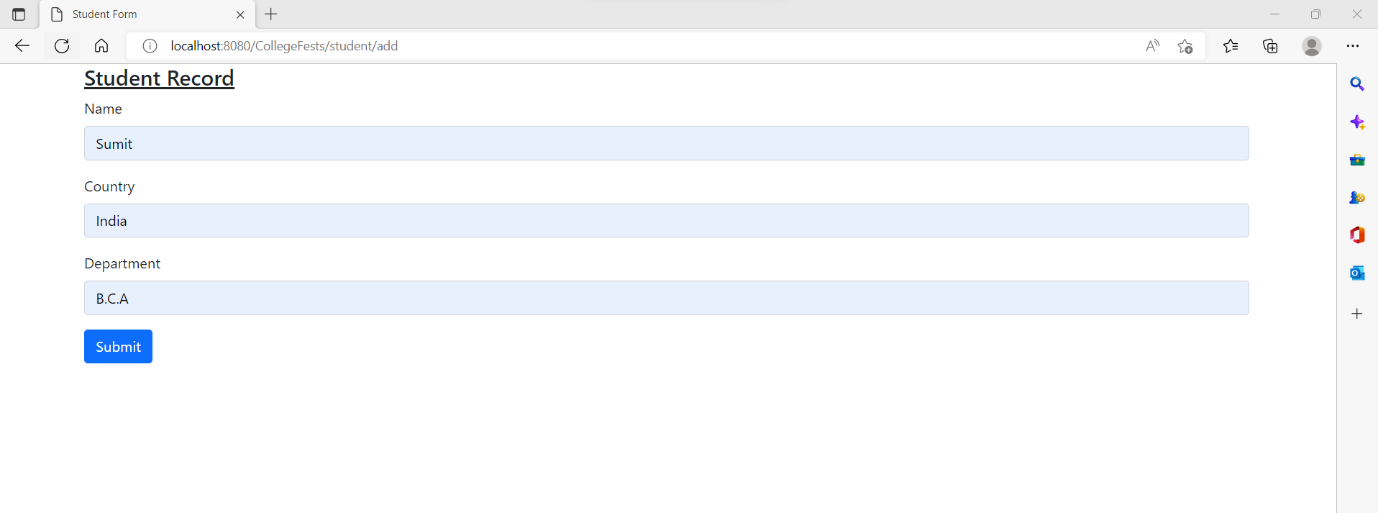 Student Form
localhost:8080/CollegeFests/student/add
Student Record
Name
Sumit
Country
India
Department
B.C.A
Submit